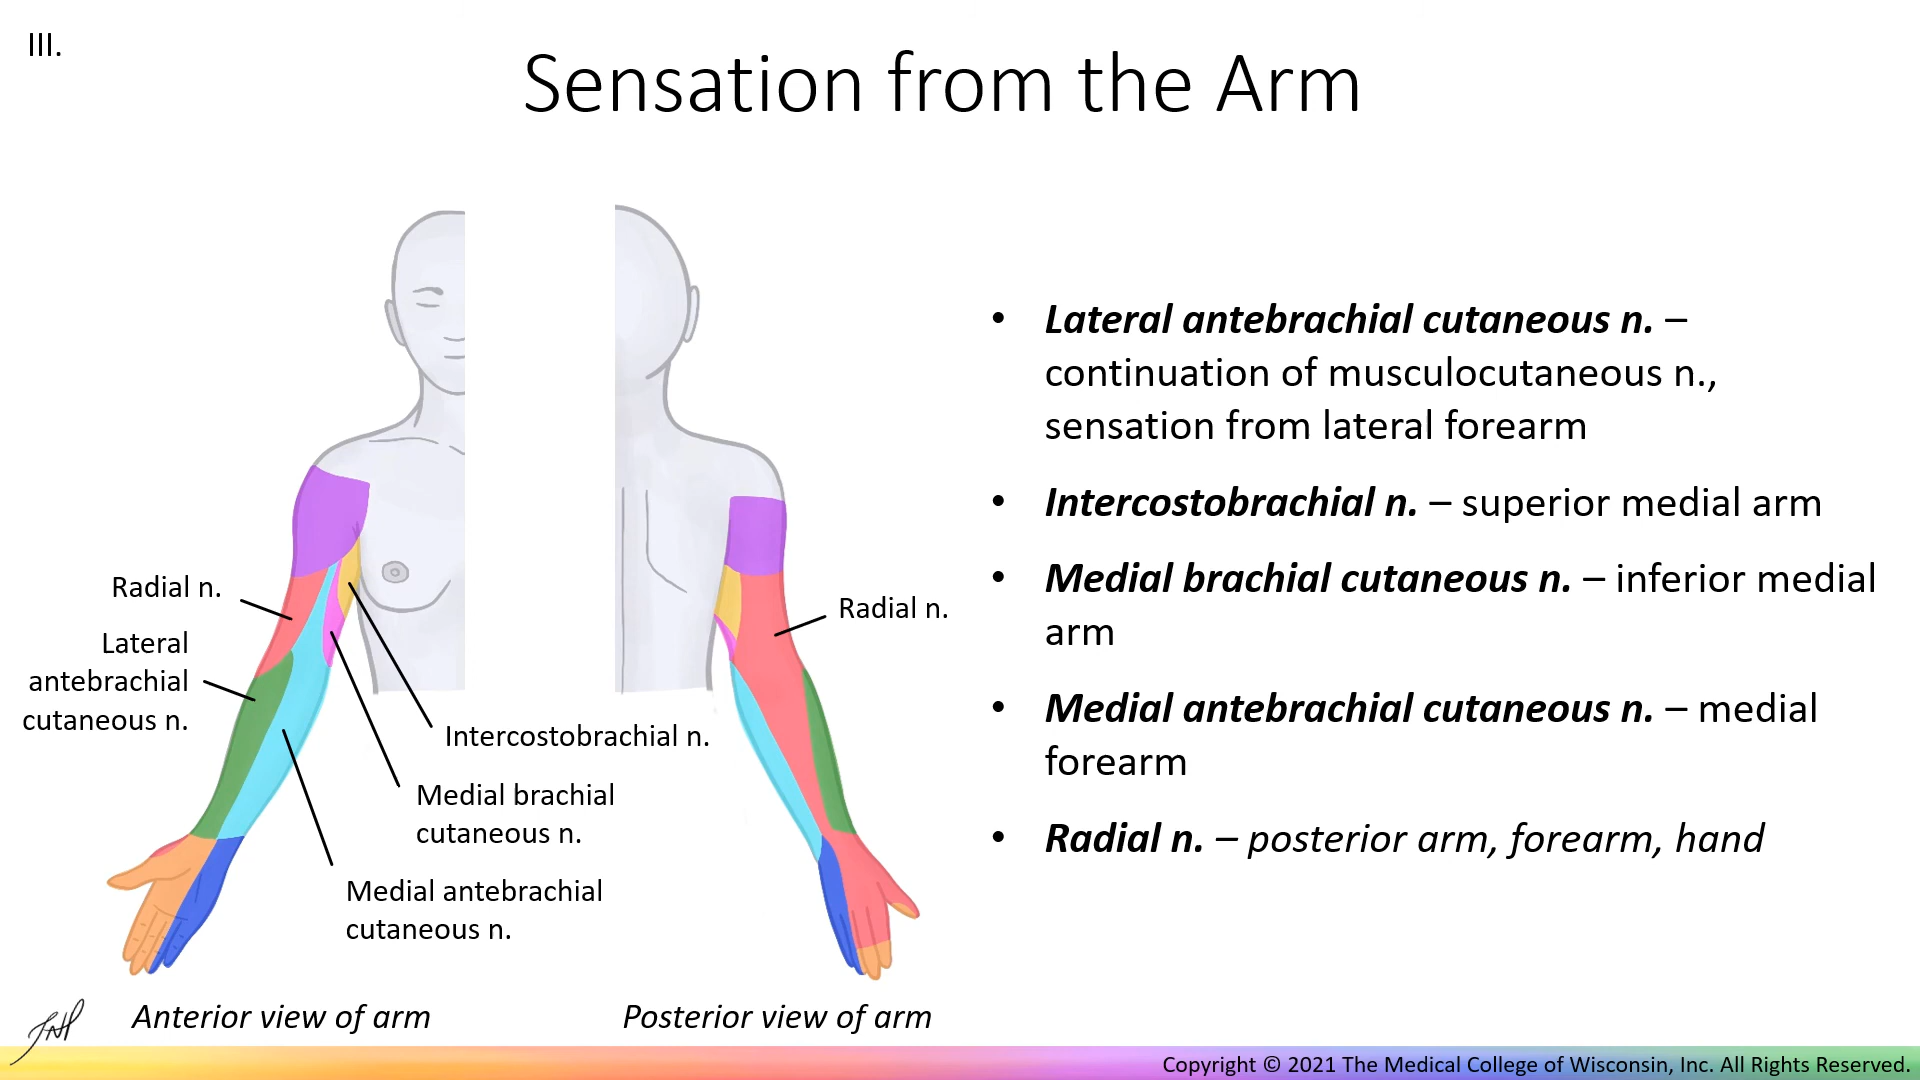 III.
Sensation from the Arm
Radial n.
Lateral
antebrachial
cutaneous n.
Intercostobrachial n.
Medial brachial
cutaneous n.
Medial antebrachial
cutaneous n.
Anterior view of arm
Radial n.
Posterior view of arm
• Lateral antebrachial cutaneous n. –
continuation of musculocutaneous n.,
sensation from lateral forearm
• Intercostobrachial n. – superior medial arm
• Medial brachial cutaneous n. – inferior medial
arm
• Medial antebrachial cutaneous n. – medial
forearm
• Radial n. – posterior arm, forearm, hand
Copyright © 2021 The Medical College of Wisconsin, Inc. All Rights Reserved.